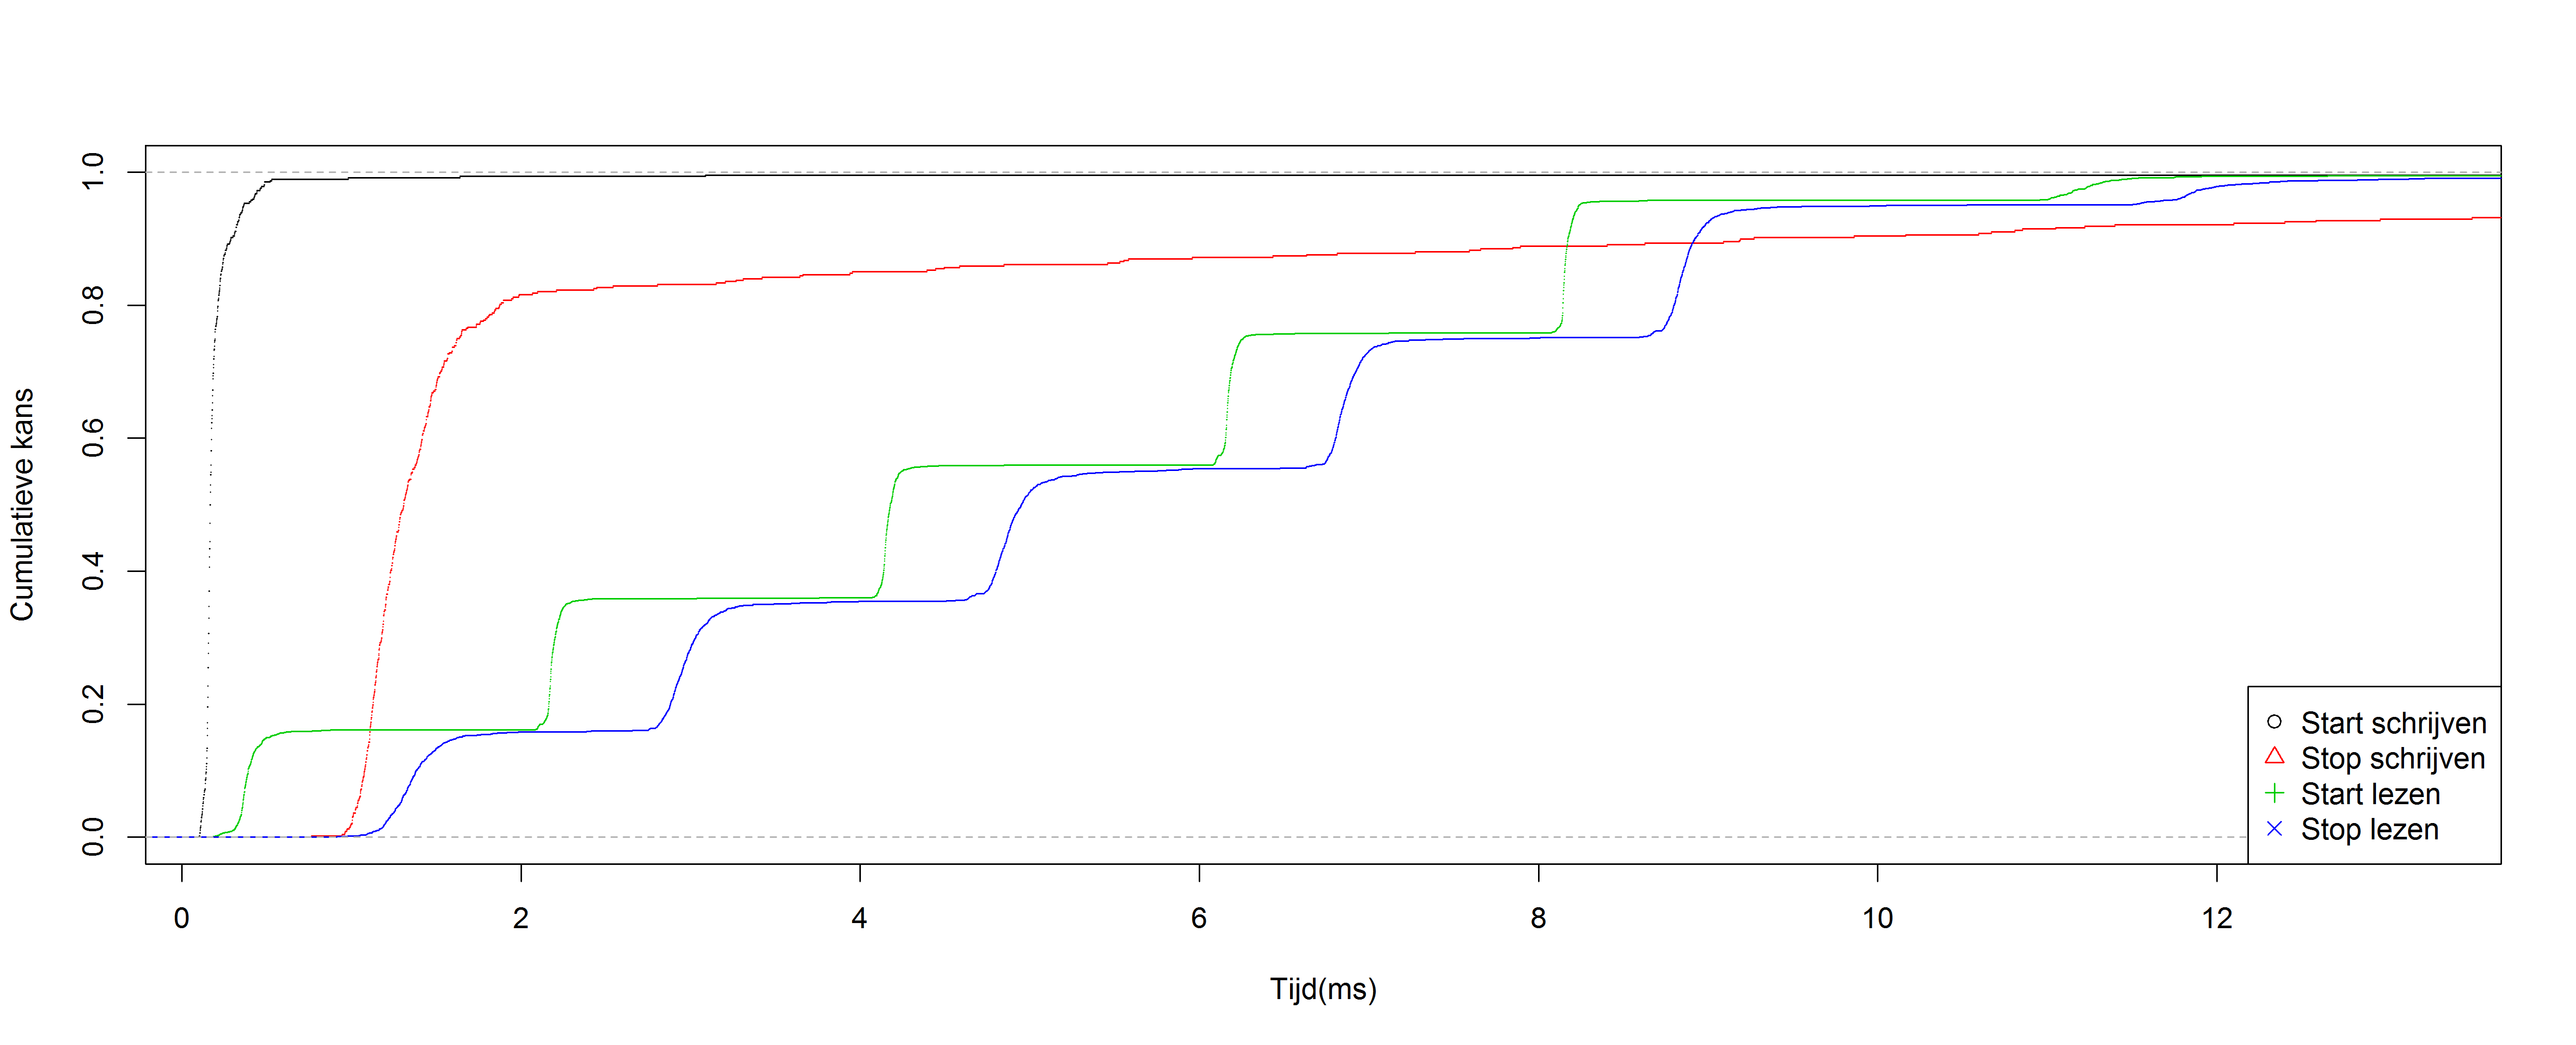 Cumulatieve kans
1.0
0.8
0.6
0.4
0.2
0.0
Start schrijven
Stop schrijven
Start lezen
Stop lezen
0 2 4 6 8 10 12
Tijd(ms)